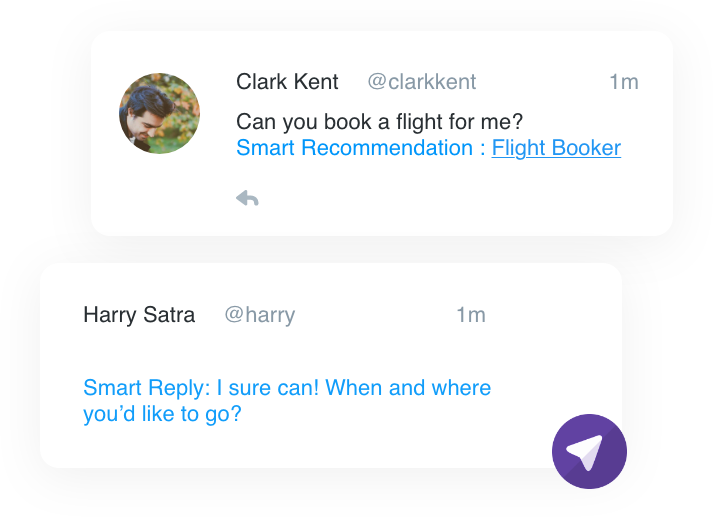 Clark Kent @clarkkent 1m
Can you book a flight for me?
Smart Recommendation : Flight Booker
Harry Satra @harry 1m
Smart Reply: I sure can! When and where
you’d like to go?